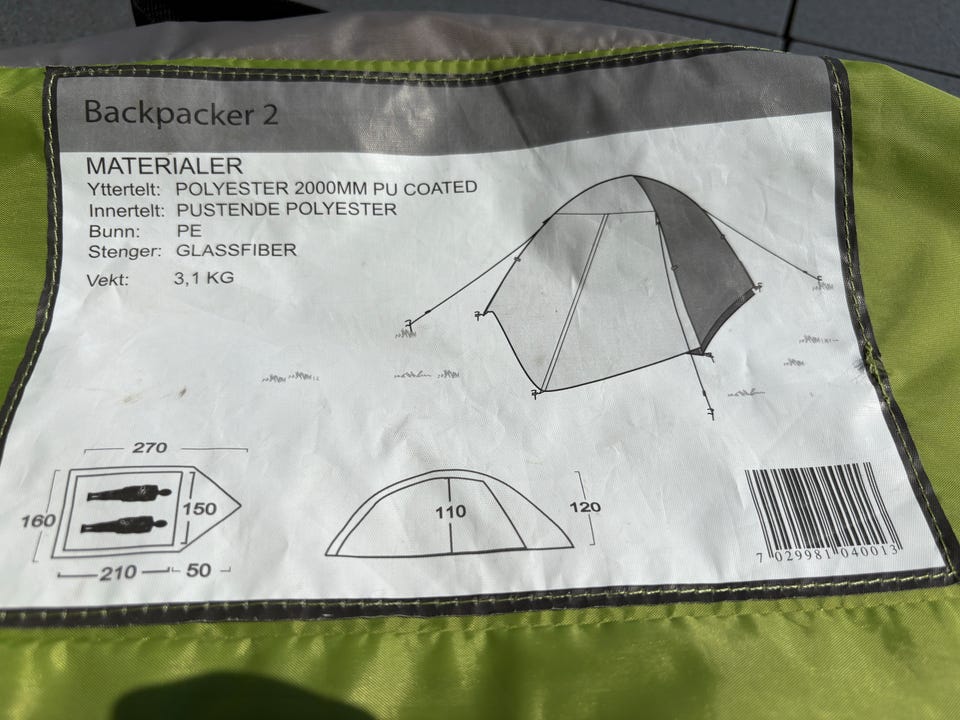 Backpacker 2
MATERIALER
Yttertelt: POLYESTER 2000MM PU COATED
Innertelt: PUSTENDE POLYESTER
Bunn: PE
Stenger: GLASSFIBER
Vekt: 3,1 KG
270
160
150
210
50
110
120
7 029981 040013